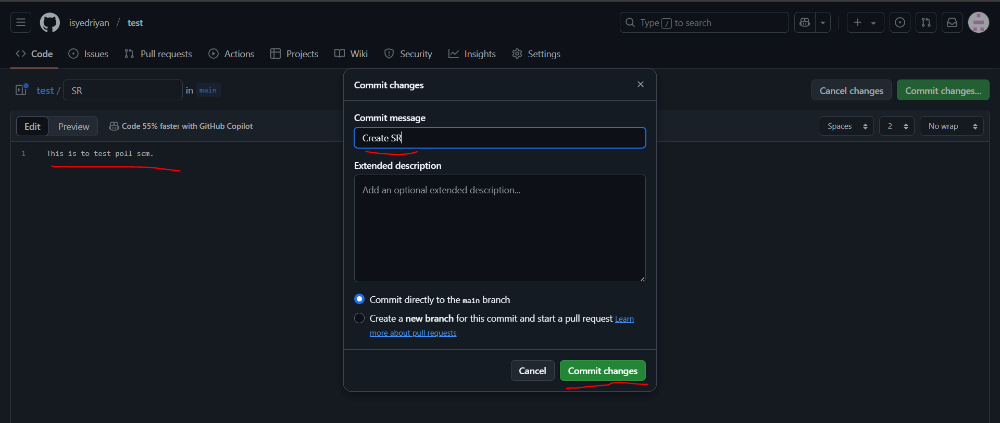 isyedriyan / test
Type / to search
Code Issues Pull requests Actions Projects Wiki Security Insights Settings
test / SR in main
Cancel changes Commit changes...
Edit Preview Code 55% faster with GitHub Copilot
Spaces 2 No wrap
1 This is to test poll scm.
Commit changes
Commit message
Create SR
Extended description
Add an optional extended description...
Commit directly to the main branch
Create a new branch for this commit and start a pull request Learn
more about pull requests
Cancel Commit changes